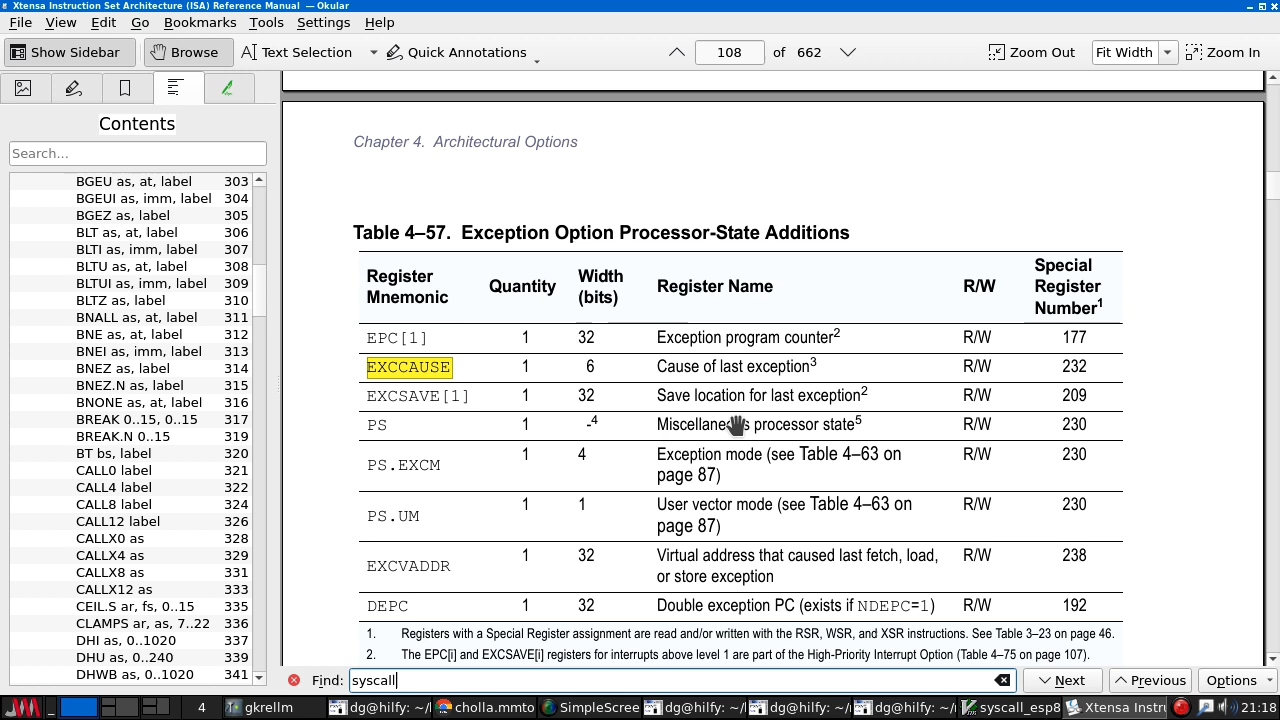 Xtensa Instruction Set Architecture (ISA) Reference Manual — Okular
File View Edit Go Bookmarks Tools Settings Help
Show Sidebar Browse Text Selection Quick Annotations 108 of 662 Zoom Out Fit Width Zoom In
Contents
Search...
BGEU as, at, label 303
BGEUI as, imm, label 304
BGEZ as, label 305
BLT as, at, label 306
BLTI as, imm, label 307
BLTU as, at, label 308
BLTUI as, imm, label 309
BLTZ as, label 310
BNALL as, at, label 311
BNE as, at, label 312
BNEI as, imm, label 313
BNEZ as, label 314
BNEZ.N as, label 315
BNONE as, at, label 316
BREAK 0..15, 0..15 317
BREAK.N 0..15 319
BT bs, label 320
CALL0 label 321
CALL4 label 322
CALL8 label 324
CALL12 label 326
CALLX0 as 328
CALLX4 as 329
CALLX8 as 331
CALLX12 as 333
CEIL.S ar, fs, 0..15 335
CLAMPS ar, as, 7..22 336
DHI as, 0..1020 337
DHU as, 0..240 339
DHWB as, 0..1020 341
Chapter 4. Architectural Options
Table 4–57. Exception Option Processor-State Additions
Register Mnemonic Quantity Width (bits) Register Name R/W Special Register Number1
EPC[1] 1 32 Exception program counter2 R/W 177
EXCCAUSE 1 6 Cause of last exception3 R/W 232
EXCSAVE[1] 1 32 Save location for last exception2 R/W 209
PS 1 -4 Miscellaneous processor state5 R/W 230
PS.EXCM 1 4 Exception mode (see Table 4–63 on R/W 230
page 87)
PS.UM 1 1 User vector mode (see Table 4–63 on R/W 230
page 87)
EXCVADDR 1 32 Virtual address that caused last fetch, load, R/W 238
or store exception
DEPC 1 32 Double exception PC (exists if NDEPC=1) R/W 192
1. Registers with a Special Register assignment are read and/or written with the RSR, WSR, and XSR instructions. See Table 3–23 on page 46.
2. The EPC[i] and EXCSAVE[i] registers for interrupts above level 1 are part of the High-Priority Interrupt Option (Table 4–75 on page 107).
Find: syscall Next Previous Options
4 gkrellm dg@hilfy: ~/ cholla.mmto SimpleScree dg@hilfy: ~/ dg@hilfy: ~/ dg@hilfy: ~/ syscall_esp8 Xtensa Instr 21:18